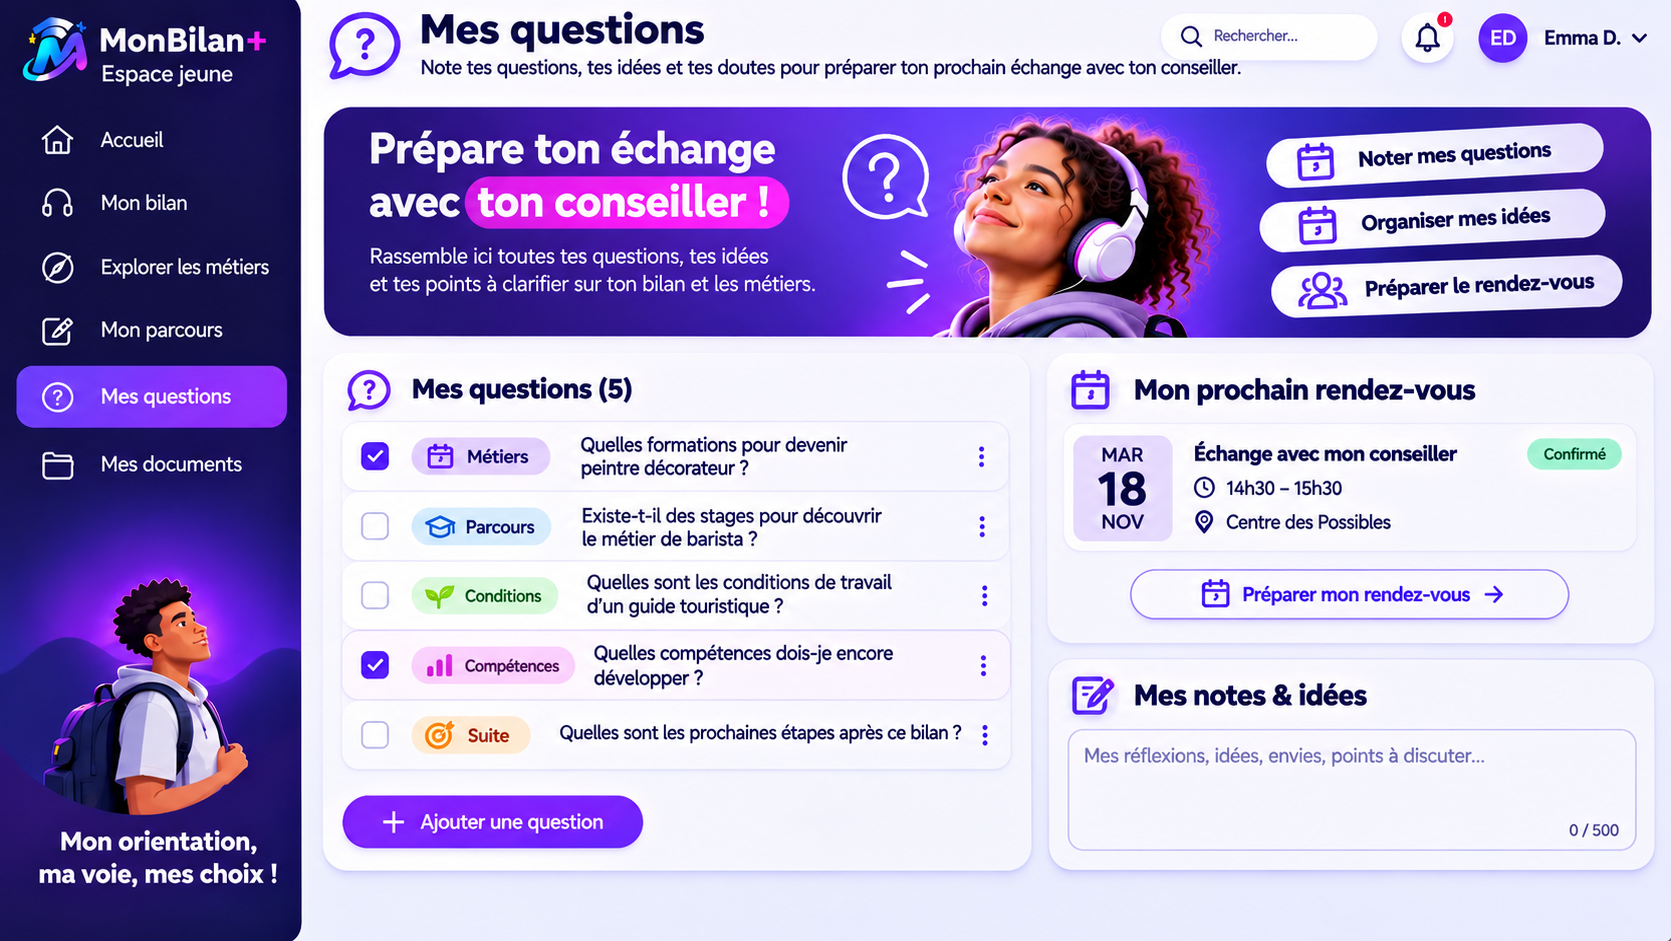 MonBilan+
Espace jeune
Accueil
Mon bilan
Explorer les métiers
Mon parcours
Mes questions
Mes documents
Mon orientation,
ma voie, mes choix !
Mes questions
Note tes questions, tes idées et tes doutes pour préparer ton prochain échange avec ton conseiller.
Rechercher...
ED
Emma D.
Prépare ton échange
avec ton conseiller !
Rassemble ici toutes tes questions, tes idées
et tes points à clarifier sur ton bilan et les métiers.
Noter mes questions
Organiser mes idées
Préparer le rendez-vous
Mes questions (5)
Métiers
Quelles formations pour devenir
peintre décorateur ?
Parcours
Existe-t-il des stages pour découvrir
le métier de barista ?
Conditions
Quelles sont les conditions de travail
d'un guide touristique ?
Compétences
Quelles compétences dois-je encore
développer ?
Suite
Quelles sont les prochaines étapes après ce bilan ?
Ajouter une question
Mon prochain rendez-vous
MAR
18
NOV
Échange avec mon conseiller
Confirmé
14h30 – 15h30
Centre des Possibles
Préparer mon rendez-vous
Mes notes & idées
Mes réflexions, idées, envies, points à discuter...
0 / 500